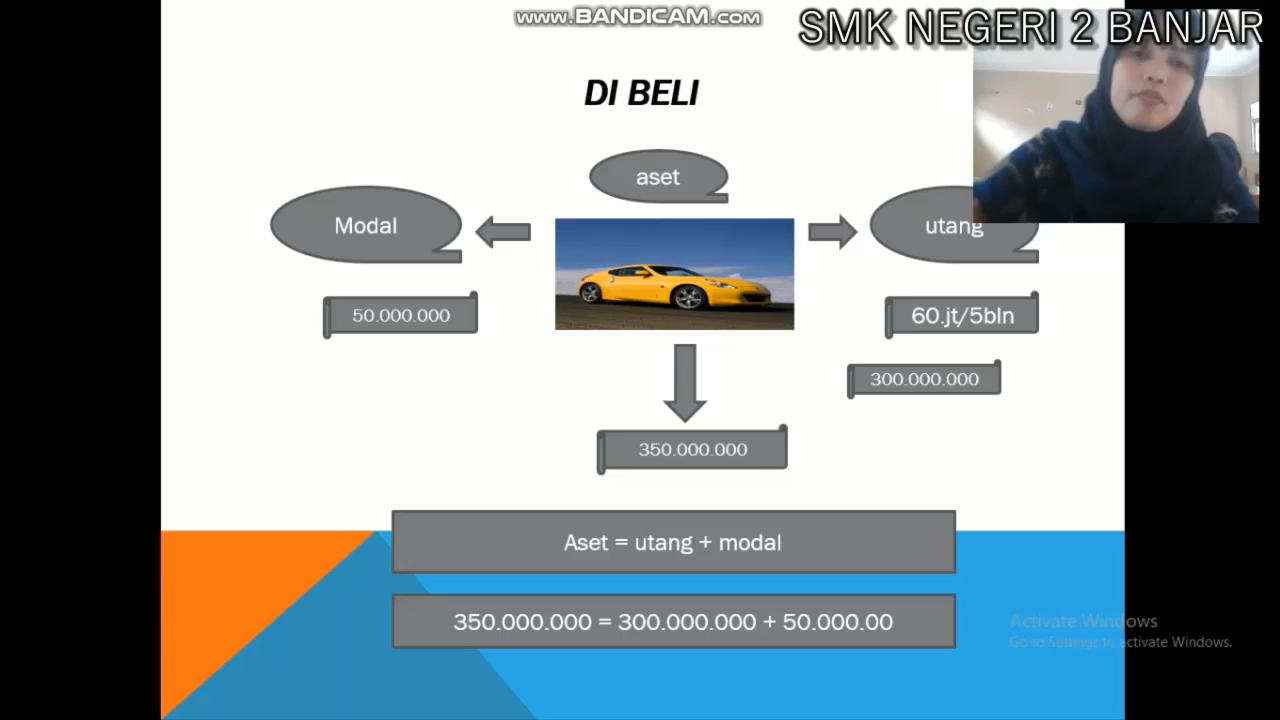 www.BANDICAM.com
SMK NEGERI 2 BANJAR
DI BELI
aset
Modal
utang
50.000.000
60.jt/5bln
300.000.000
350.000.000
Aset = utang + modal
350.000.000 = 300.000.000 + 50.000.00
Activate Windows
Go to Settings to activate Windows.